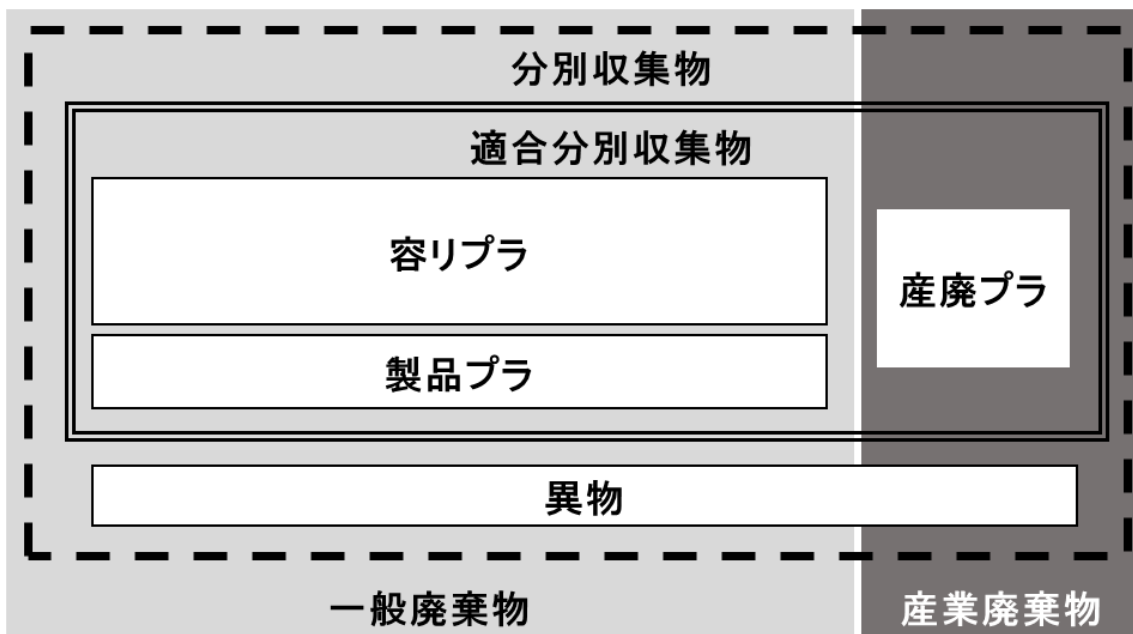 分別収集物
適合分別収集物
容リプラ
産廃プラ
製品プラ
異物
一般廃棄物
産業廃棄物